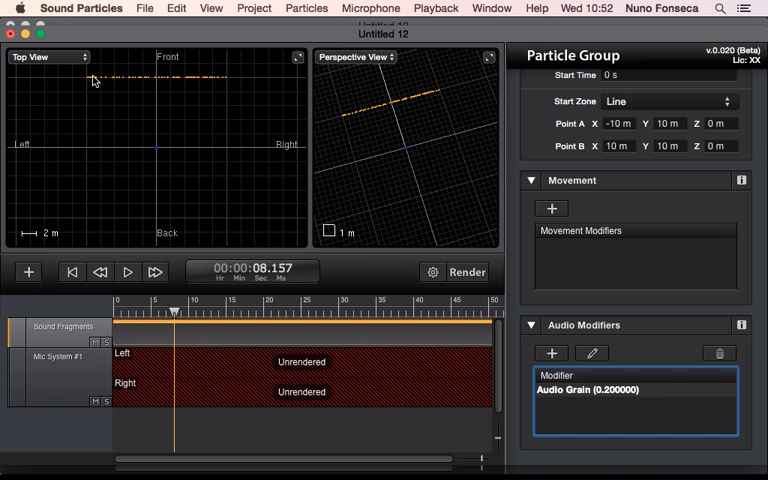 Sound Particles File Edit View Project Particles Microphone Playback Window Help Wed 10:52 Nuno Fonseca
Untitled 12
Top View
Front
Left
Right
Back
2 m
Perspective View
1 m
Particle Group
v.0.020 (Beta)
Lic: XX
Start Time 0 s
Start Zone Line
Point A X -10 m Y 10 m Z 0 m
Point B X 10 m Y 10 m Z 0 m
Movement
Movement Modifiers
Audio Modifiers
Modifier
Audio Grain (0.200000)
00:00:08.157
Hr Min Sec Ms
Render
0 5 10 15 20 25 30 35 40 45 50
Sound Fragments
M S
Mic System #1
M S
Left
Unrendered
Right
Unrendered